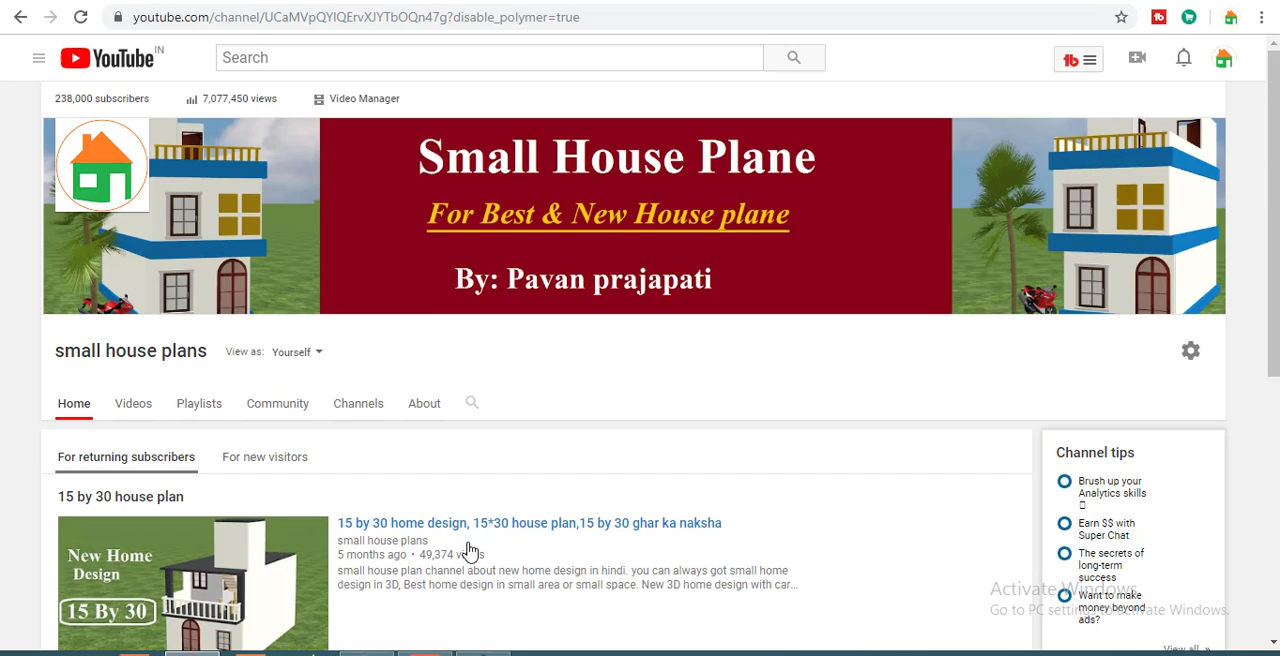 youtube.com/channel/UCaMVpQYlQErvXJYTbOQn47g?disable_polymer=true
YouTube IN
Search
238,000 subscribers
7,077,450 views
Video Manager
Small House Plane
For Best & New House plane
By: Pavan prajapati
small house plans
View as: Yourself
Home
Videos
Playlists
Community
Channels
About
For returning subscribers
For new visitors
15 by 30 house plan
New Home
Design
15 By 30
15 by 30 home design, 15*30 house plan,15 by 30 ghar ka naksha
small house plans
5 months ago • 49,374
small house plan channel about new home design in hindi. you can always got small home
design in 3D, Best home design in small area or small space. New 3D home design with car...
Channel tips
Brush up your
Analytics skills
Earn $$ with
Super Chat
The secrets of
long-term
success
Want to make
money beyond
ads?
View all »
Activate Windows
Go to PC settings to activate Windows.